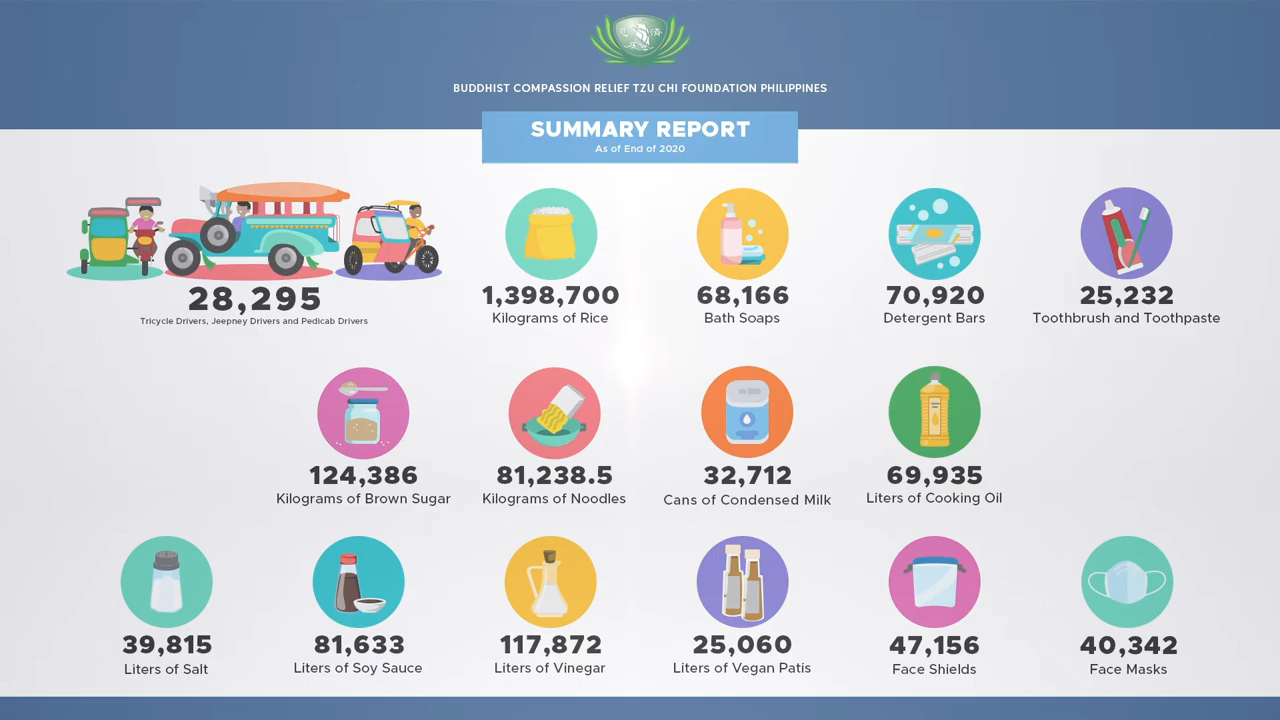 BUDDHIST COMPASSION RELIEF TZU CHI FOUNDATION PHILIPPINES
SUMMARY REPORT
As of End of 2020
28,295
Tricycle Drivers, Jeepney Drivers and Pedicab Drivers
1,398,700
Kilograms of Rice
68,166
Bath Soaps
70,920
Detergent Bars
25,232
Toothbrush and Toothpaste
124,386
Kilograms of Brown Sugar
81,238.5
Kilograms of Noodles
32,712
Cans of Condensed Milk
69,935
Liters of Cooking Oil
39,815
Liters of Salt
81,633
Liters of Soy Sauce
117,872
Liters of Vinegar
25,060
Liters of Vegan Patis
47,156
Face Shields
40,342
Face Masks